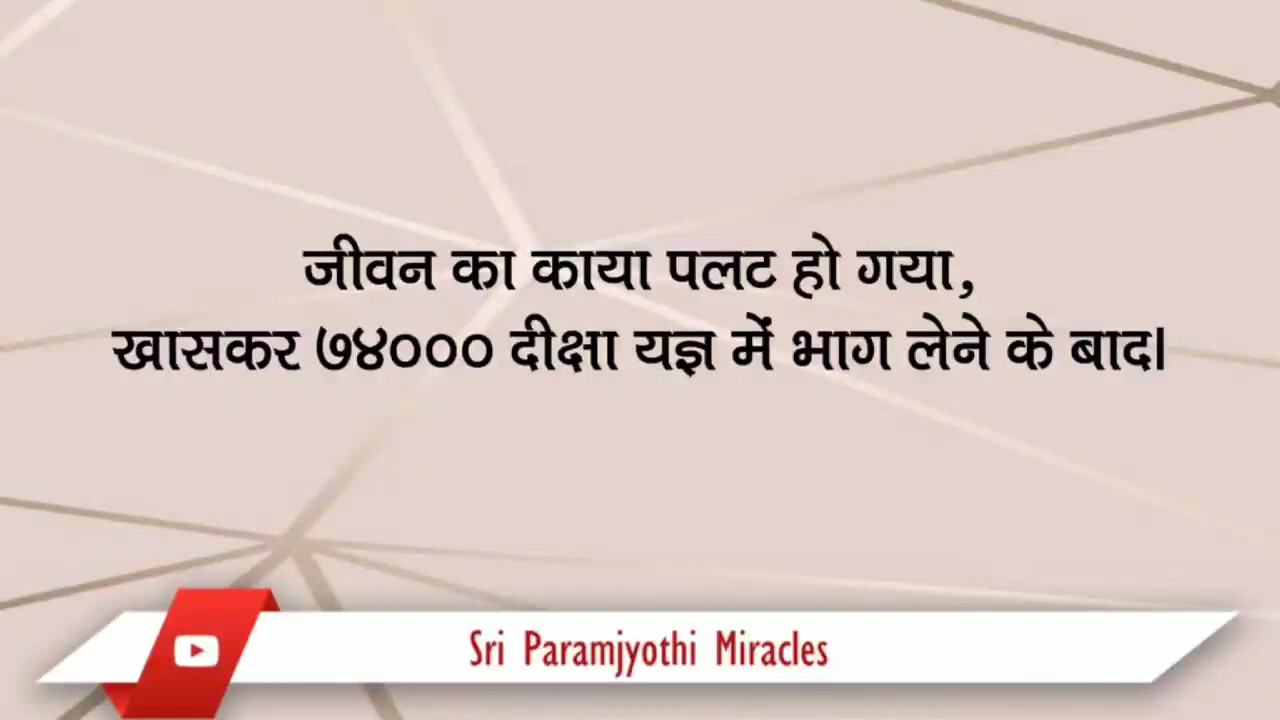 जीवन का काया पलट हो गया,
खासकर ७४००० दीक्षा यज्ञ में भाग लेने के बाद।
Sri Paramjyothi Miracles